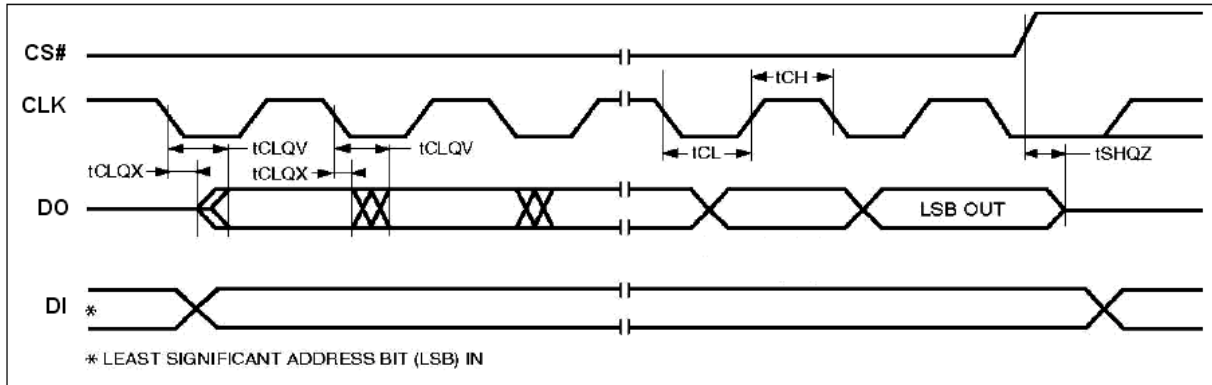 CS#
CLK
tCH
tCLQV
tCLQV
tCL
tSHQZ
tCLQX
tCLQX
DO
LSB OUT
DI
*
* LEAST SIGNIFICANT ADDRESS BIT (LSB) IN